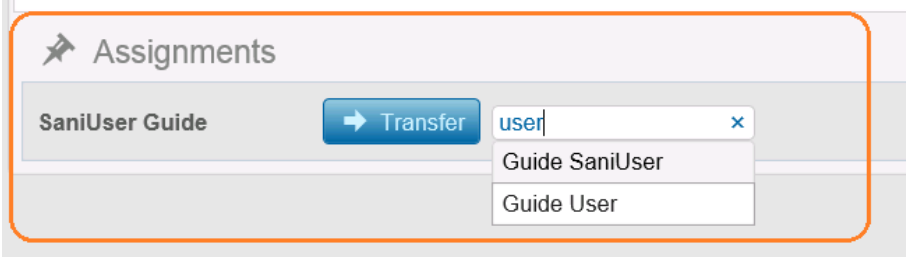 Assignments
SaniUser Guide
Transfer
user
Guide SaniUser
Guide User